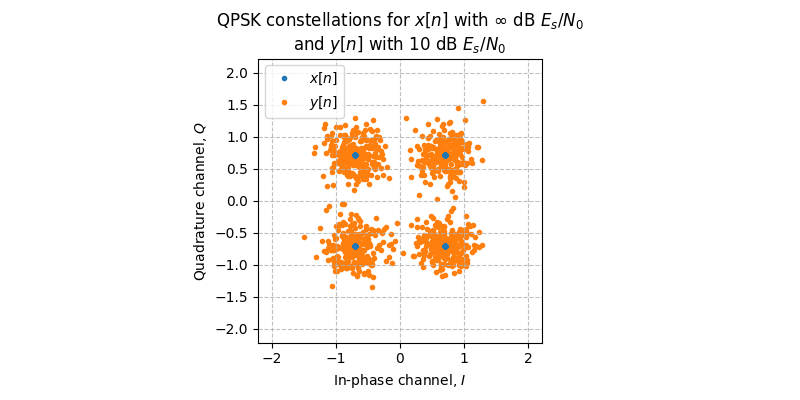 QPSK constellations for x[n] with ∞ dB Es/N0
and y[n] with 10 dB Es/N0
x[n]
y[n]
Quadrature channel, Q
2.0
1.5
1.0
0.5
0.0
−0.5
−1.0
−1.5
−2.0
−2 −1 0 1 2
In-phase channel, I